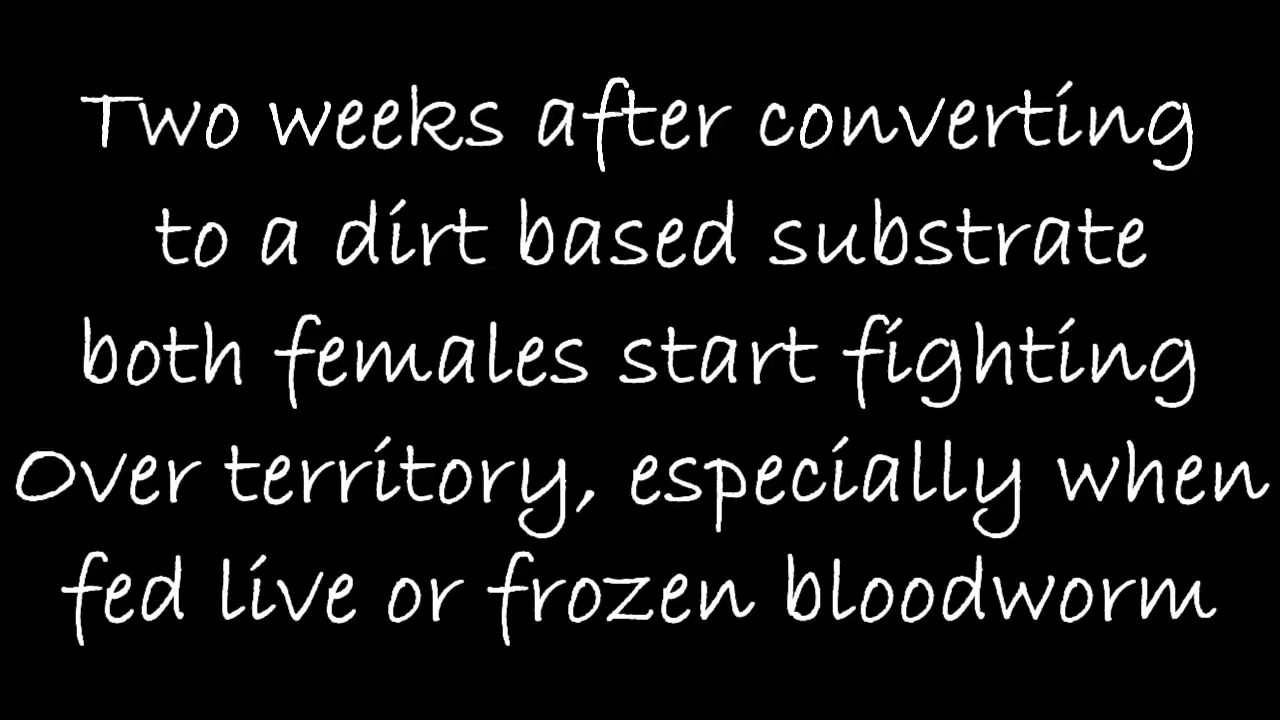 Two weeks after converting
to a dirt based substrate
both females start fighting
Over territory, especially when
fed live or frozen bloodworm